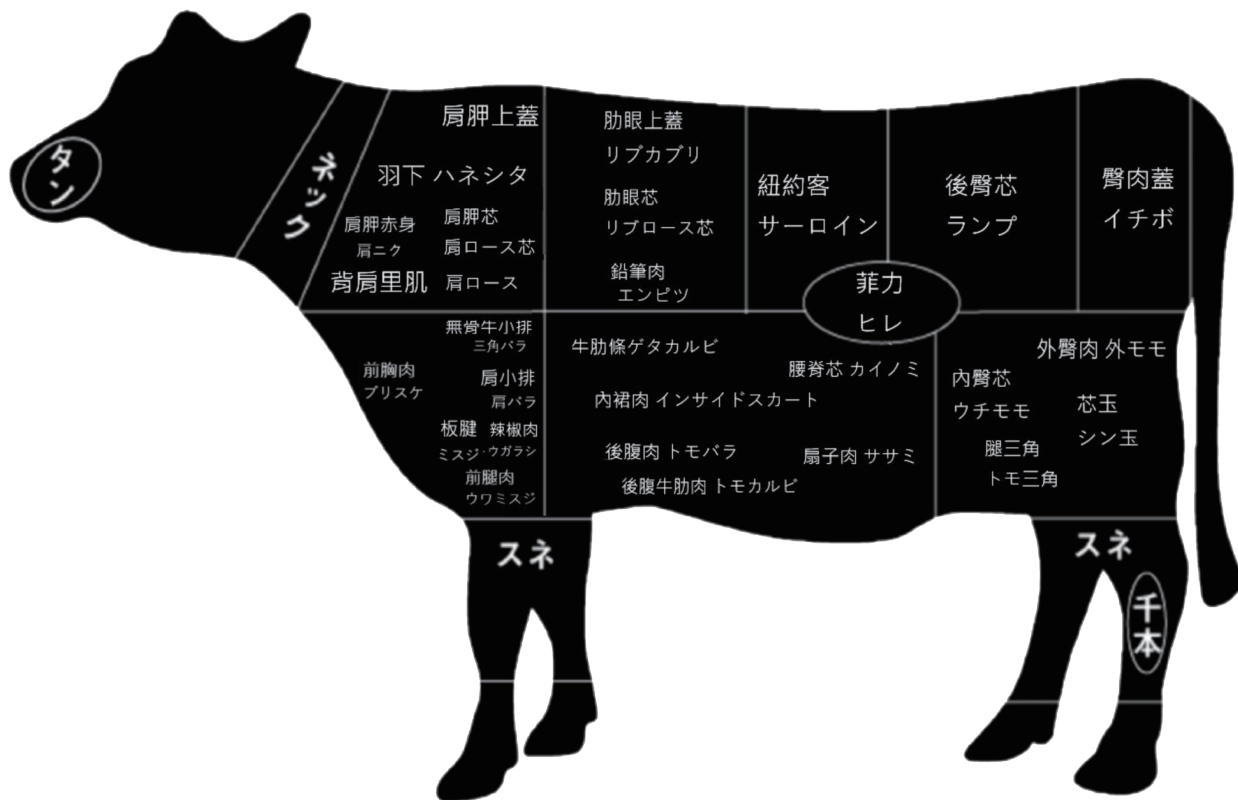 タン
ネック
肩胛上蓋
羽下 ハネシタ
肩胛赤身
肩ニク
肩胛芯
肩ロース芯
背肩里肌 肩ロース
肋眼上蓋
リブカブリ
肋眼芯
リブロース芯
鉛筆肉
エンピツ
紐約客
サーロイン
後臀芯
ランプ
臀肉蓋
イチボ
菲力
ヒレ
前胸肉
ブリスケ
無骨牛小排
三角バラ
肩小排
肩バラ
板腱 辣椒肉
ミスジ・ウガラシ
前腿肉
ウワミスジ
牛肋條ゲタカルビ
腰脊芯 カイノミ
內裙肉 インサイドスカート
後腹肉 トモバラ
扇子肉 ササミ
後腹牛肋肉 トモカルビ
外臀肉 外モモ
內臀芯
ウチモモ
芯玉
シン玉
腿三角
トモ三角
スネ
スネ
千本